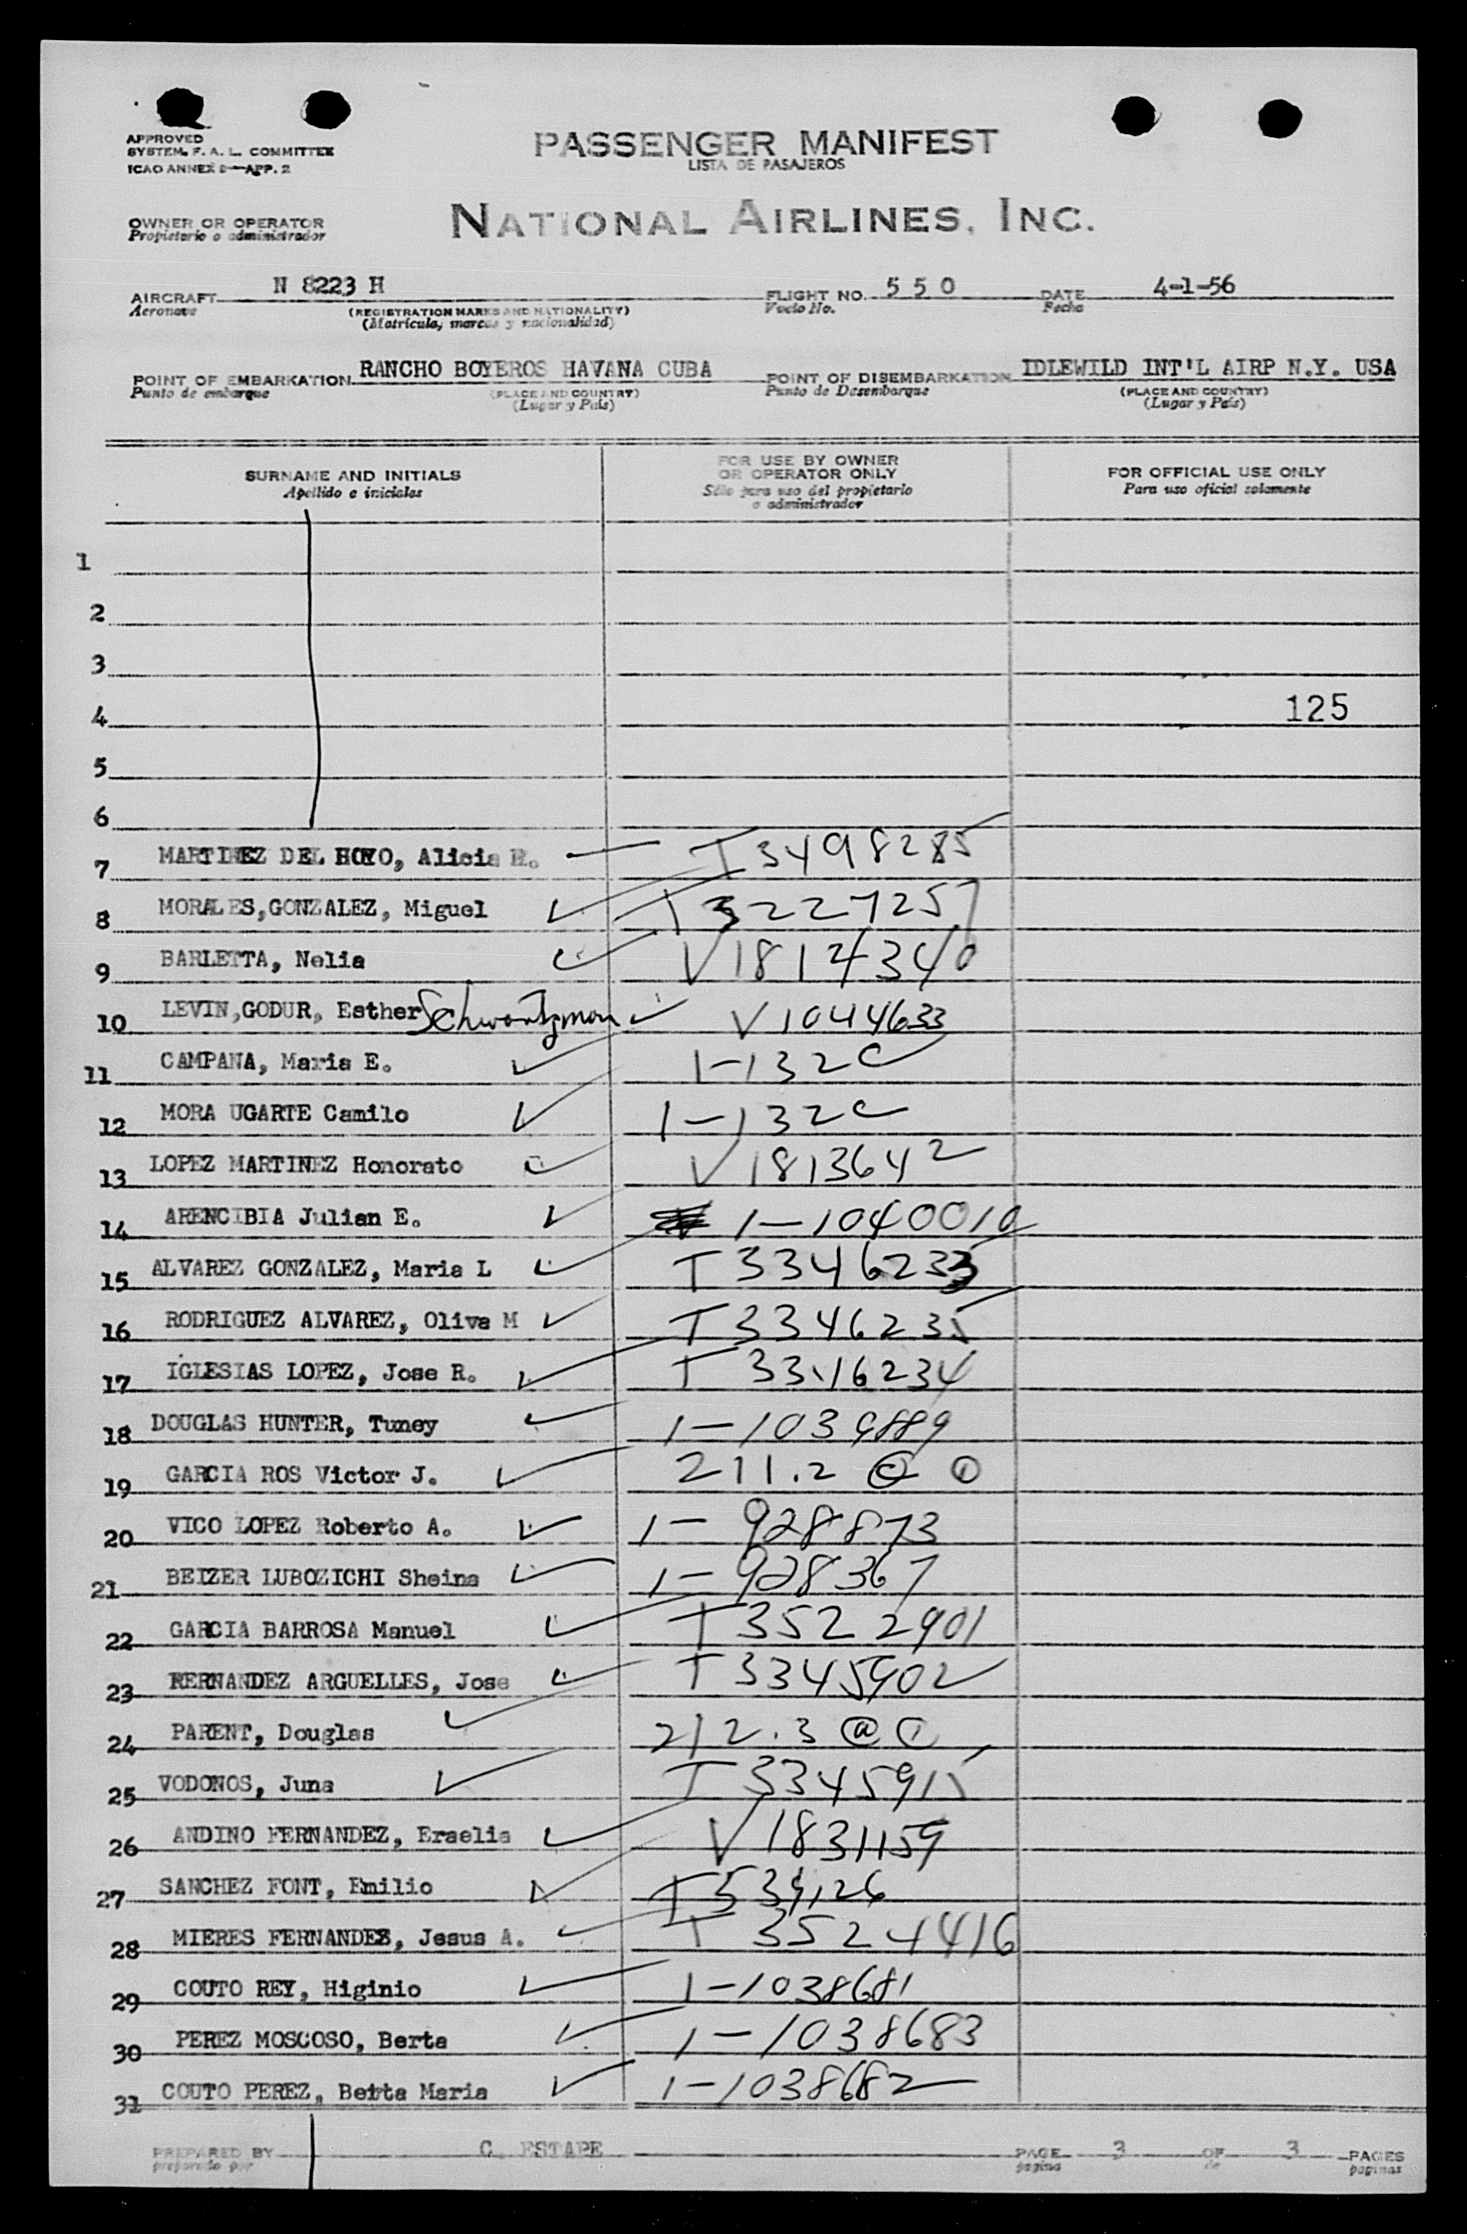 APPROVED
SYSTEM. F. A. L. COMMITTEE
ICAO ANNEX 9—APP. 2
PASSENGER MANIFEST
LISTA DE PASAJEROS
OWNER OR OPERATOR
Propietario o administrador
NATIONAL AIRLINES, INC.
AIRCRAFT N 8223 H FLIGHT NO. 5 5 0 DATE 4-1-56
Aeronave (REGISTRATION MARKS AND NATIONALITY) Vuelo No. Fecha
(Matrícula, marcas y nacionalidad)
POINT OF EMBARKATION RANCHO BOYEROS HAVANA CUBA POINT OF DISEMBARKATION IDLEWILD INT'L AIRP N.Y. USA
Punto de embarque (PLACE AND COUNTRY) Punto de Desembarque (PLACE AND COUNTRY)
(Lugar y País) (Lugar y País)
SURNAME AND INITIALS FOR USE BY OWNER OR OPERATOR ONLY FOR OFFICIAL USE ONLY
Apellido e iniciales Sólo para uso del propietario o administrador Para uso oficial solamente
1
2
3
4 125
5
6
7 MARTINEZ DEL HOYO, Alicia R. T 3498285
8 MORALES,GONZALEZ, Miguel T 3227257
9 BARLETTA, Nelia V 1814340
10 LEVIN,GODUR, Esther Schwartzman V 1044633
11 CAMPANA, Maria E. 1-132C
12 MORA UGARTE Camilo 1-132C
13 LOPEZ MARTINEZ Honorato V 1813642
14 ARENCIBIA Julian E. 1-1040010
15 ALVAREZ GONZALEZ, Maria L T 3346233
16 RODRIGUEZ ALVAREZ, Oliva M T 3346235
17 IGLESIAS LOPEZ, Jose R. T 3346234
18 DOUGLAS HUNTER, Tuney 1-1039889
19 GARCIA ROS Victor J. 211.2
20 VICO LOPEZ Roberto A. 1-928873
21 BEIZER LUBOZICHI Sheina 1-928367
22 GARCIA BARROSA Manuel T 3522901
23 FERNANDEZ ARGUELLES, Jose T 3345902
24 PARENT, Douglas 212.3
25 VODONOS, Juna T 3345915
26 ANDINO FERNANDEZ, Eraelia V 1831159
27 SANCHEZ FONT, Emilio
28 MIERES FERNANDEZ, Jesus A. T 3524416
29 COUTO REY, Higinio 1-1038681
30 PEREZ MOSCOSO, Berta 1-1038683
31 COUTO PEREZ, Berta Maria 1-1038682
PREPARED BY C. ESTAPE PAGE 3 OF 3 PAGES
preparado por página de páginas